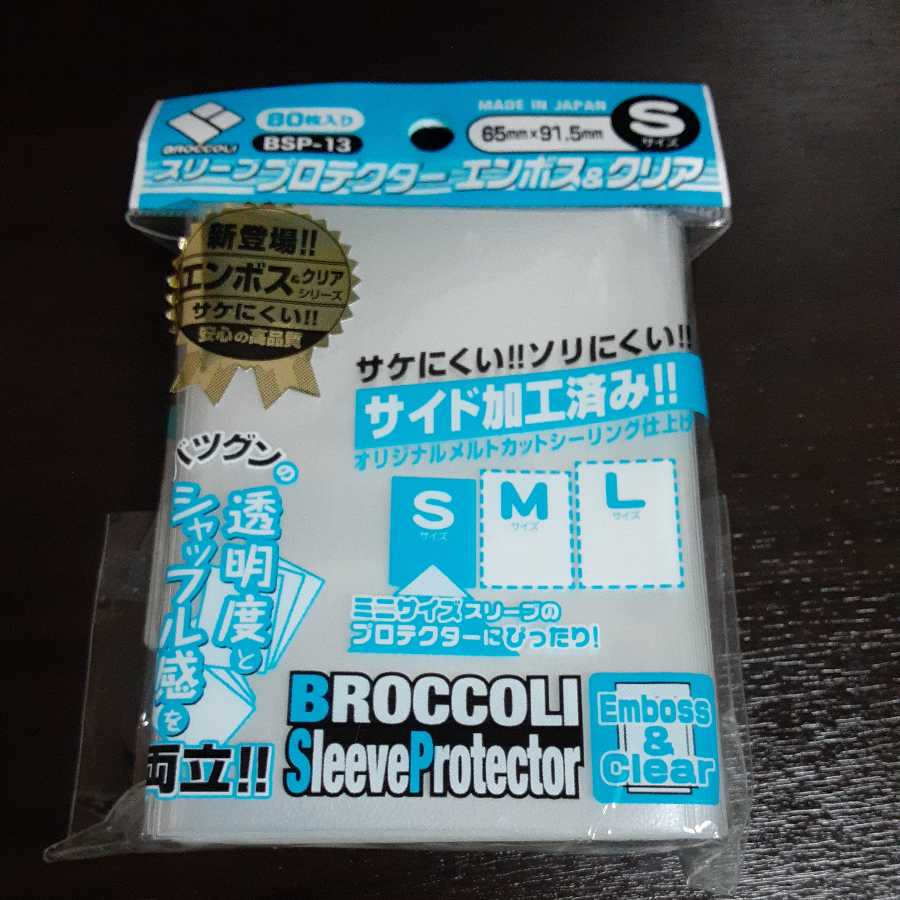 BROCCOLI
80枚入り
BSP-13
MADE IN JAPAN
65mm×91.5mm
S
サイズ
スリーブプロテクター エンボス&クリア
新登場!!
エンボス&クリア
シリーズ
サケにくい!!
安心の高品質
サケにくい!!ソリにくい!!
サイド加工済み!!
オリジナルメルトカットシーリング仕上げ
S
サイズ
M
サイズ
L
サイズ
ミニサイズスリーブの
プロテクターにぴったり!
バツグンの
透明度と
シャッフル感を
両立!!
BROCCOLI
SleeveProtector
Emboss
&
Clear